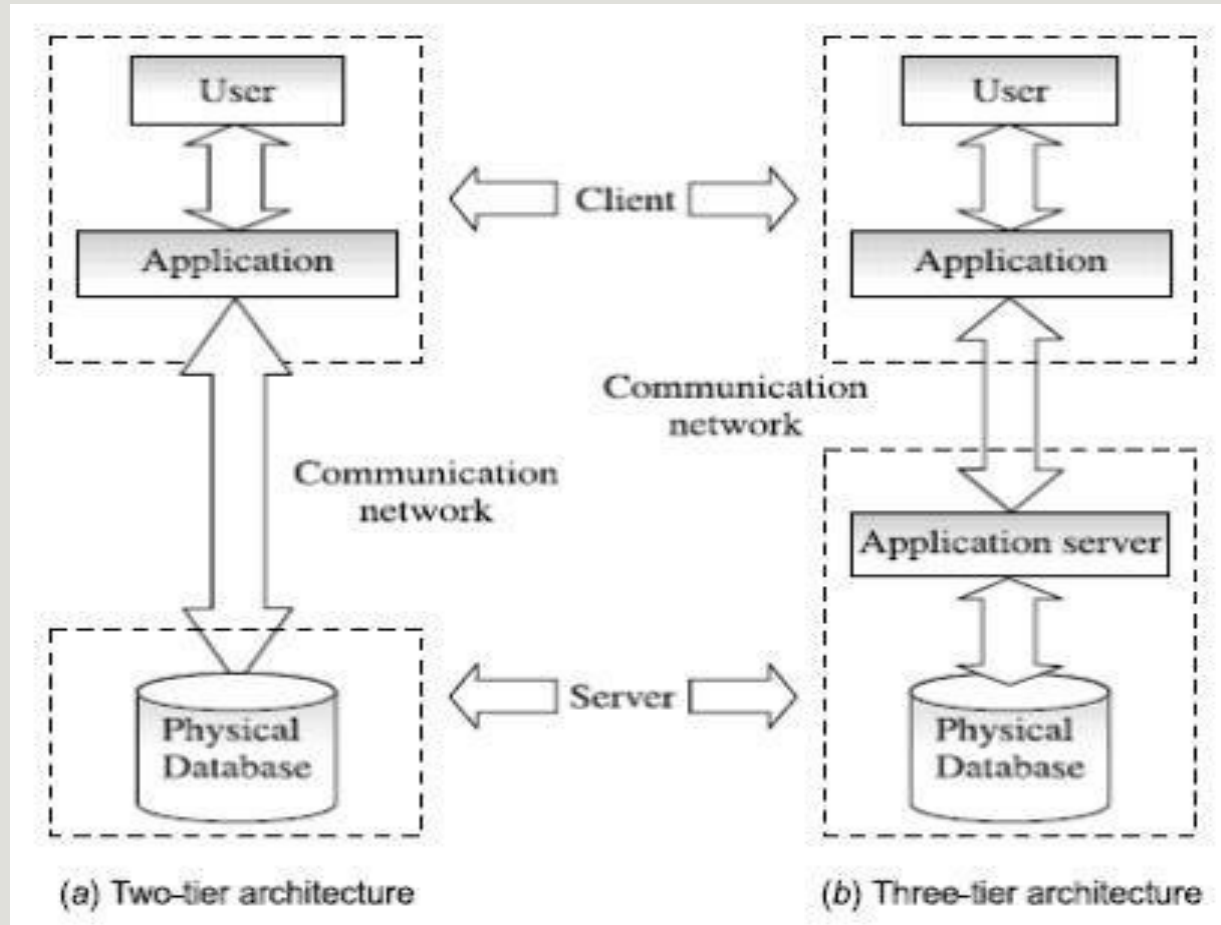 User
Application
Communication
network
Physical
Database
(a) Two-tier architecture
Client
Server
User
Application
Communication
network
Application server
Physical
Database
(b) Three-tier architecture